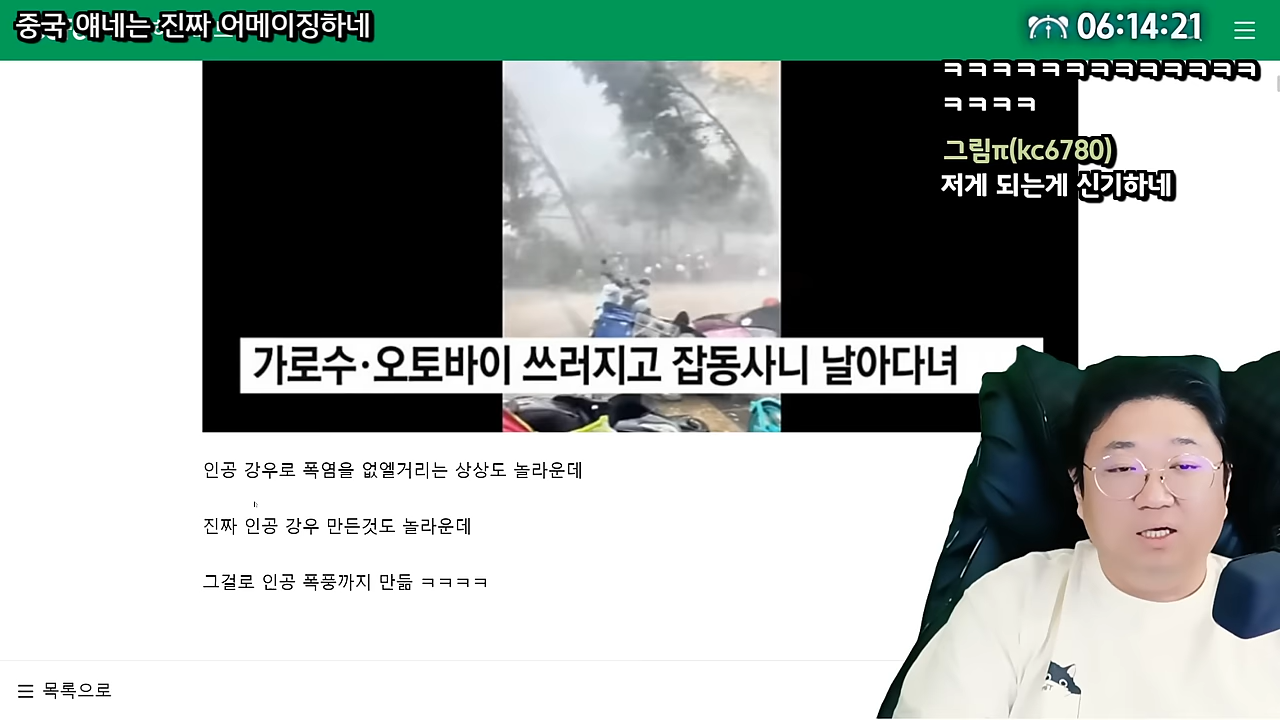 중국 얘네는 진짜 어메이징하네
06:14:21
ㅋㅋㅋㅋㅋㅋㅋㅋㅋㅋㅋㅋㅋ
ㅋㅋㅋㅋ
그림π(kc6780)
저게 되는게 신기하네
가로수·오토바이 쓰러지고 잡동사니 날아다녀
인공 강우로 폭염을 없엘거리는 상상도 놀라운데
진짜 인공 강우 만든것도 놀라운데
그걸로 인공 폭풍까지 만듦 ㅋㅋㅋㅋ
목록으로